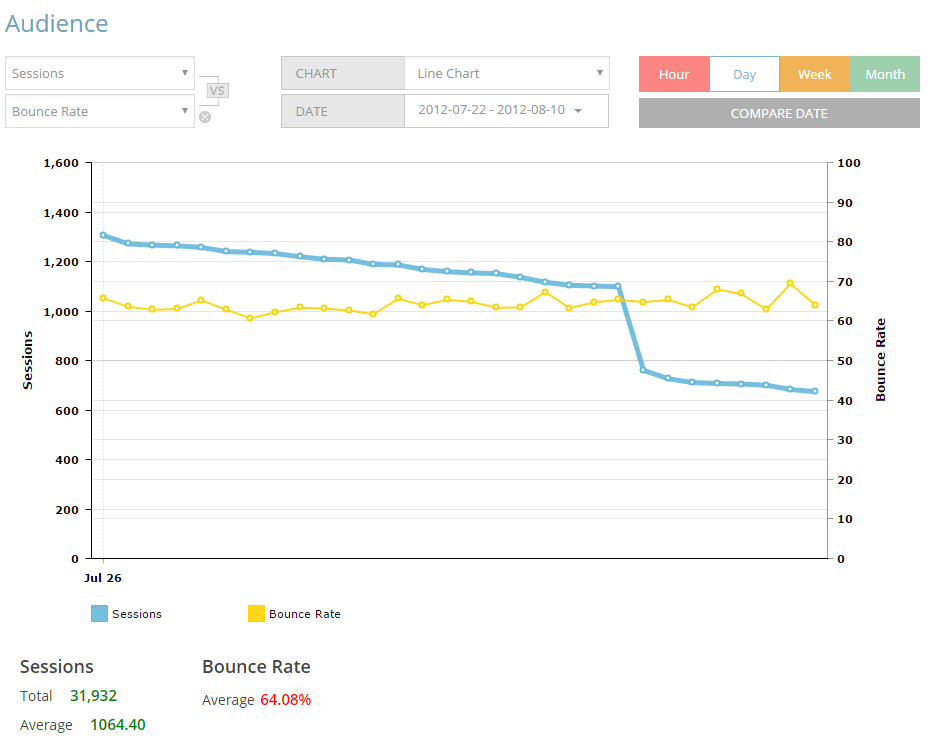 Audience
Sessions
Bounce Rate
VS
CHART
Line Chart
DATE
2012-07-22 - 2012-08-10
Hour
Day
Week
Month
COMPARE DATE
1,600
1,400
1,200
1,000
800
600
400
200
0
Sessions
100
90
80
70
60
50
40
30
20
10
0
Bounce Rate
Jul 26
Sessions
Bounce Rate
Sessions
Total 31,932
Average 1064.40
Bounce Rate
Average 64.08%